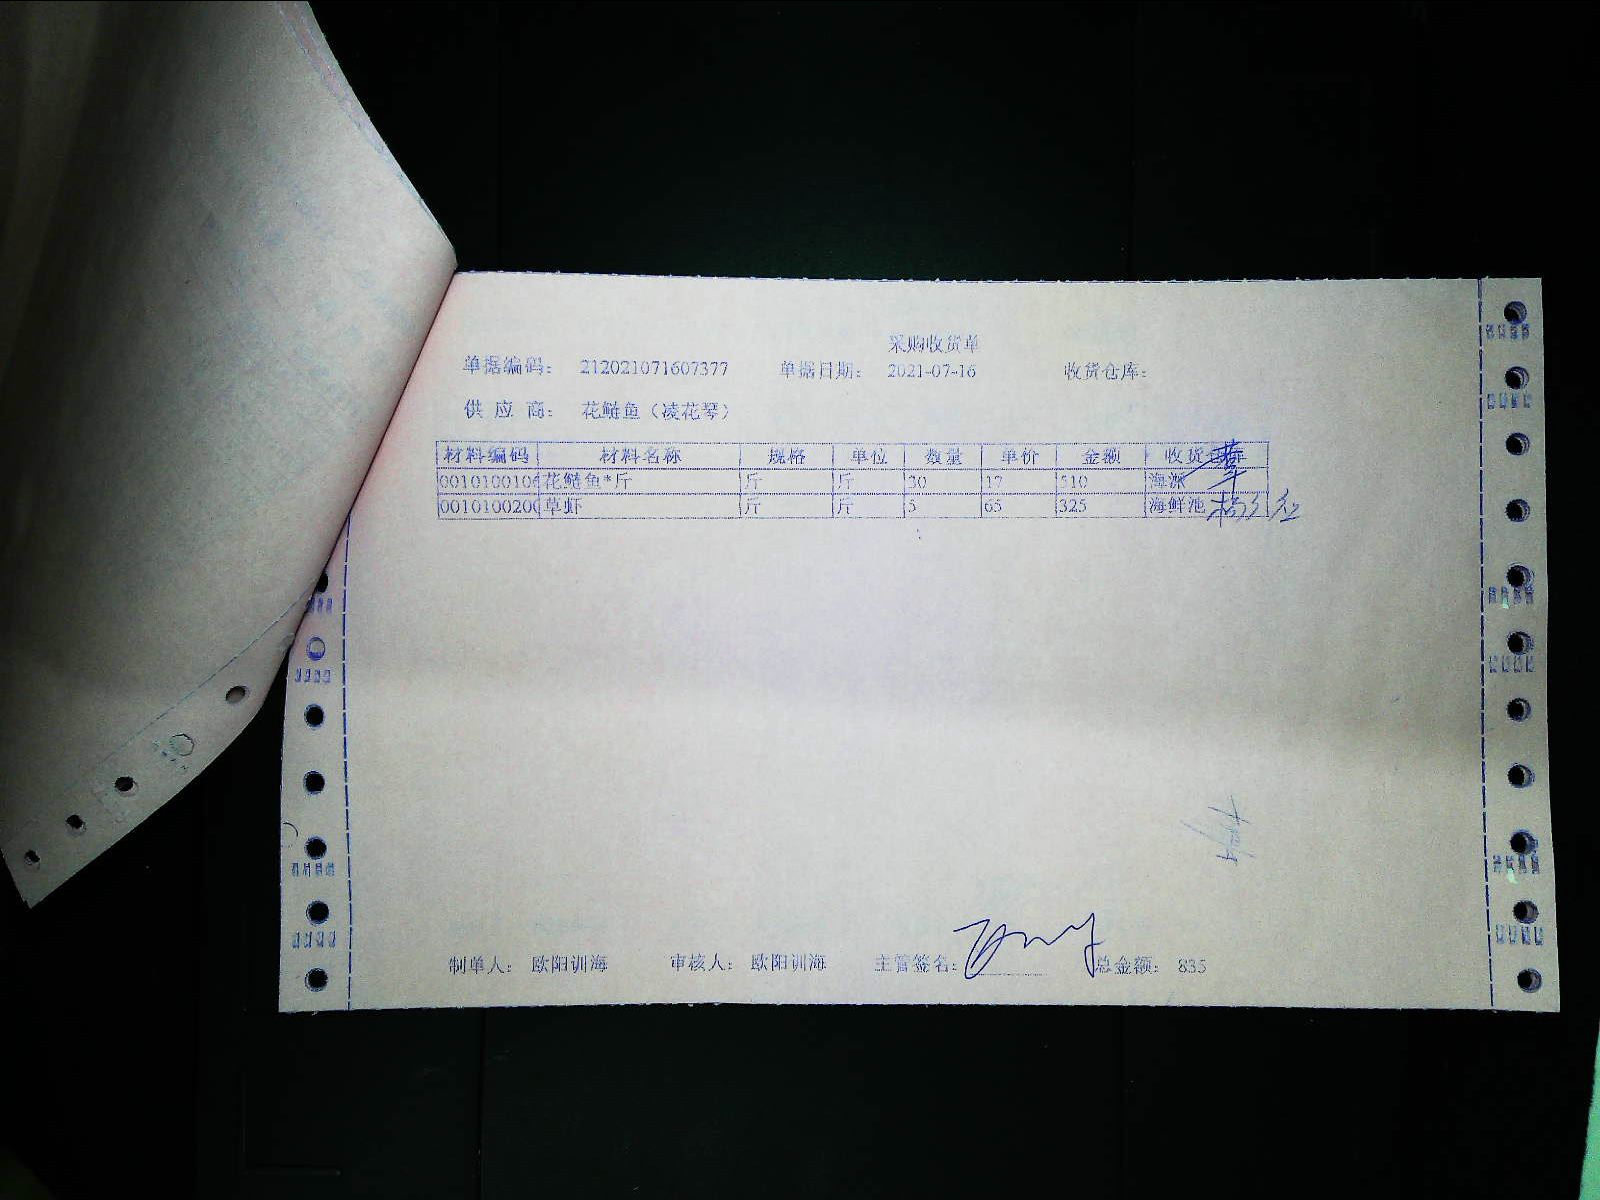 采购收货单
单据编码： 212021071607377 单据日期： 2021-07-16 收货仓库：
供 应 商： 花鲢鱼（凌花琴）
材料编码 材料名称 规格 单位 数量 单价 金额 收货仓库
0010100106 花鲢鱼*斤 斤 斤 30 17 510 海派
0010100200 草虾 斤 斤 5 65 325 海鲜池
制单人： 欧阳训海 审核人： 欧阳训海 主管签名： 总金额： 835